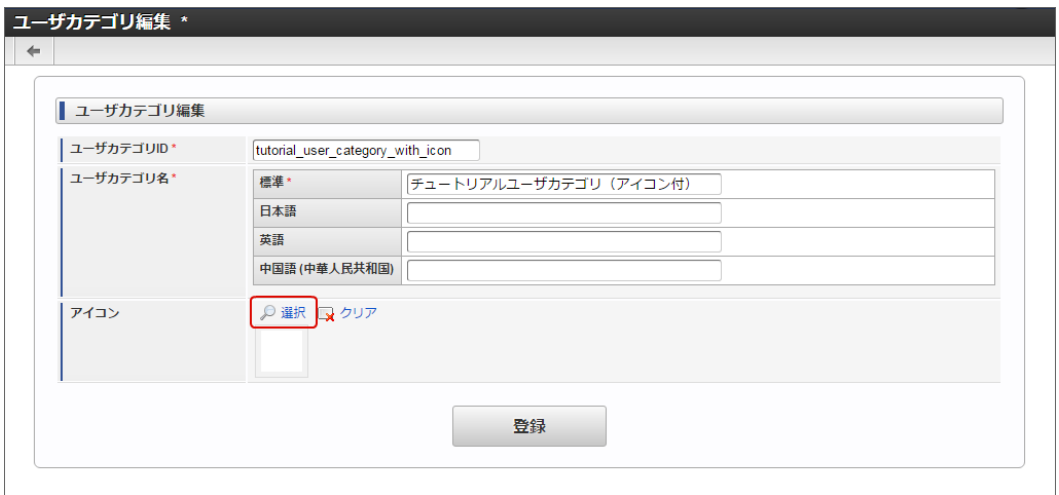 ユーザカテゴリ編集 *
ユーザカテゴリ編集
ユーザカテゴリID * tutorial_user_category_with_icon
ユーザカテゴリ名 * 標準 * チュートリアルユーザカテゴリ（アイコン付）
日本語
英語
中国語 (中華人民共和国)
アイコン 選択 クリア
登録